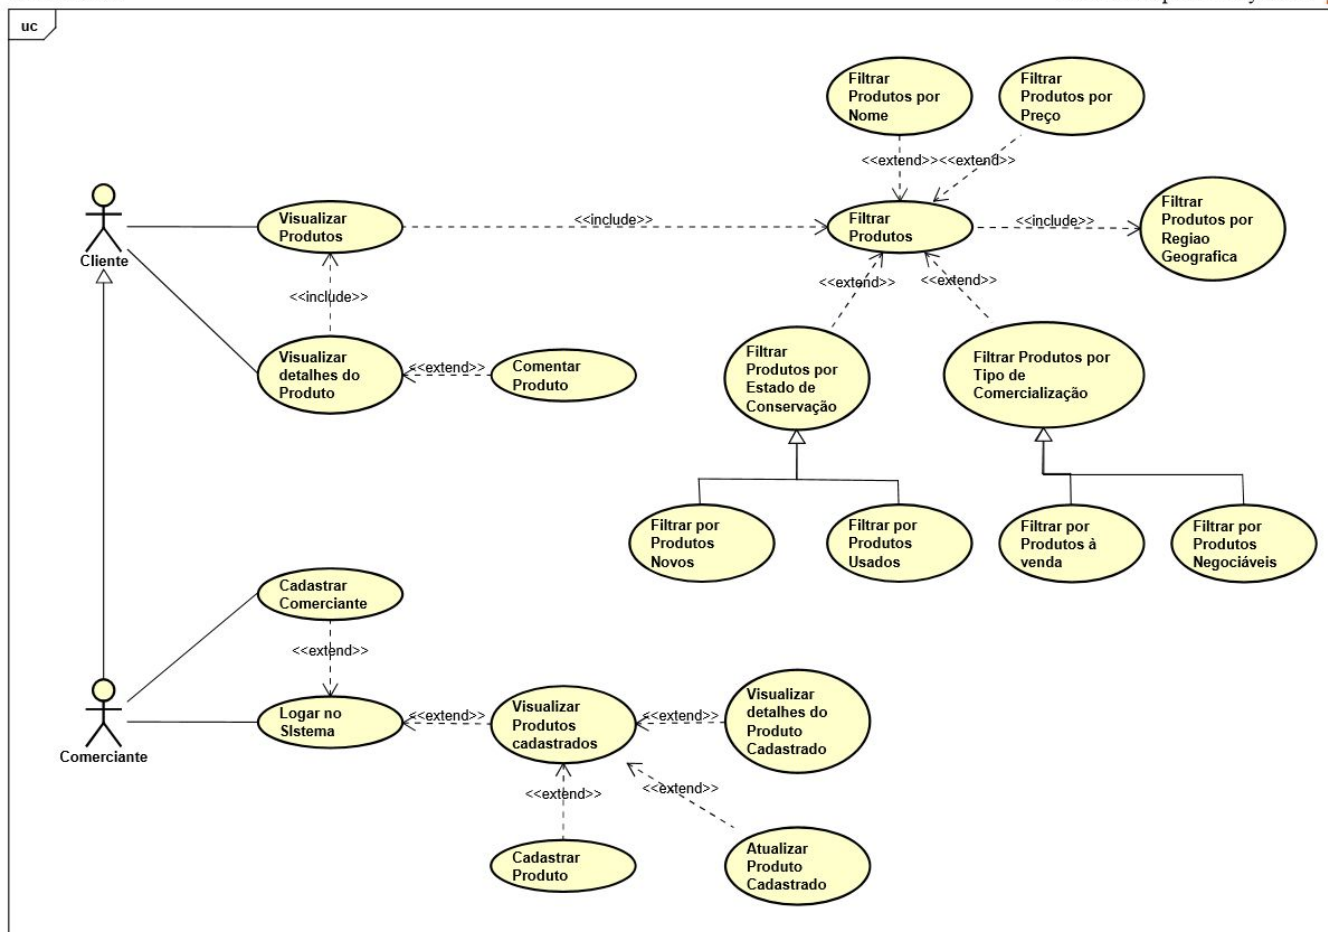 uc
Filtrar
Produtos por
Nome
Filtrar
Produtos por
Preço
<<extend>>
<<extend>>
Cliente
Visualizar
Produtos
<<include>>
Filtrar
Produtos
<<include>>
Filtrar
Produtos por
Regiao
Geografica
<<include>>
<<extend>>
<<extend>>
Visualizar
detalhes do
Produto
<<extend>>
Comentar
Produto
Filtrar
Produtos por
Estado de
Conservação
Filtrar Produtos por
Tipo de
Comercialização
Filtrar por
Produtos
Novos
Filtrar por
Produtos
Usados
Filtrar por
Produtos à
venda
Filtrar por
Produtos
Negociáveis
Cadastrar
Comerciante
<<extend>>
Comerciante
Logar no
SIstema
<<extend>>
Visualizar
Produtos
cadastrados
<<extend>>
Visualizar
detalhes do
Produto
Cadastrado
<<extend>>
<<extend>>
Cadastrar
Produto
Atualizar
Produto
Cadastrado